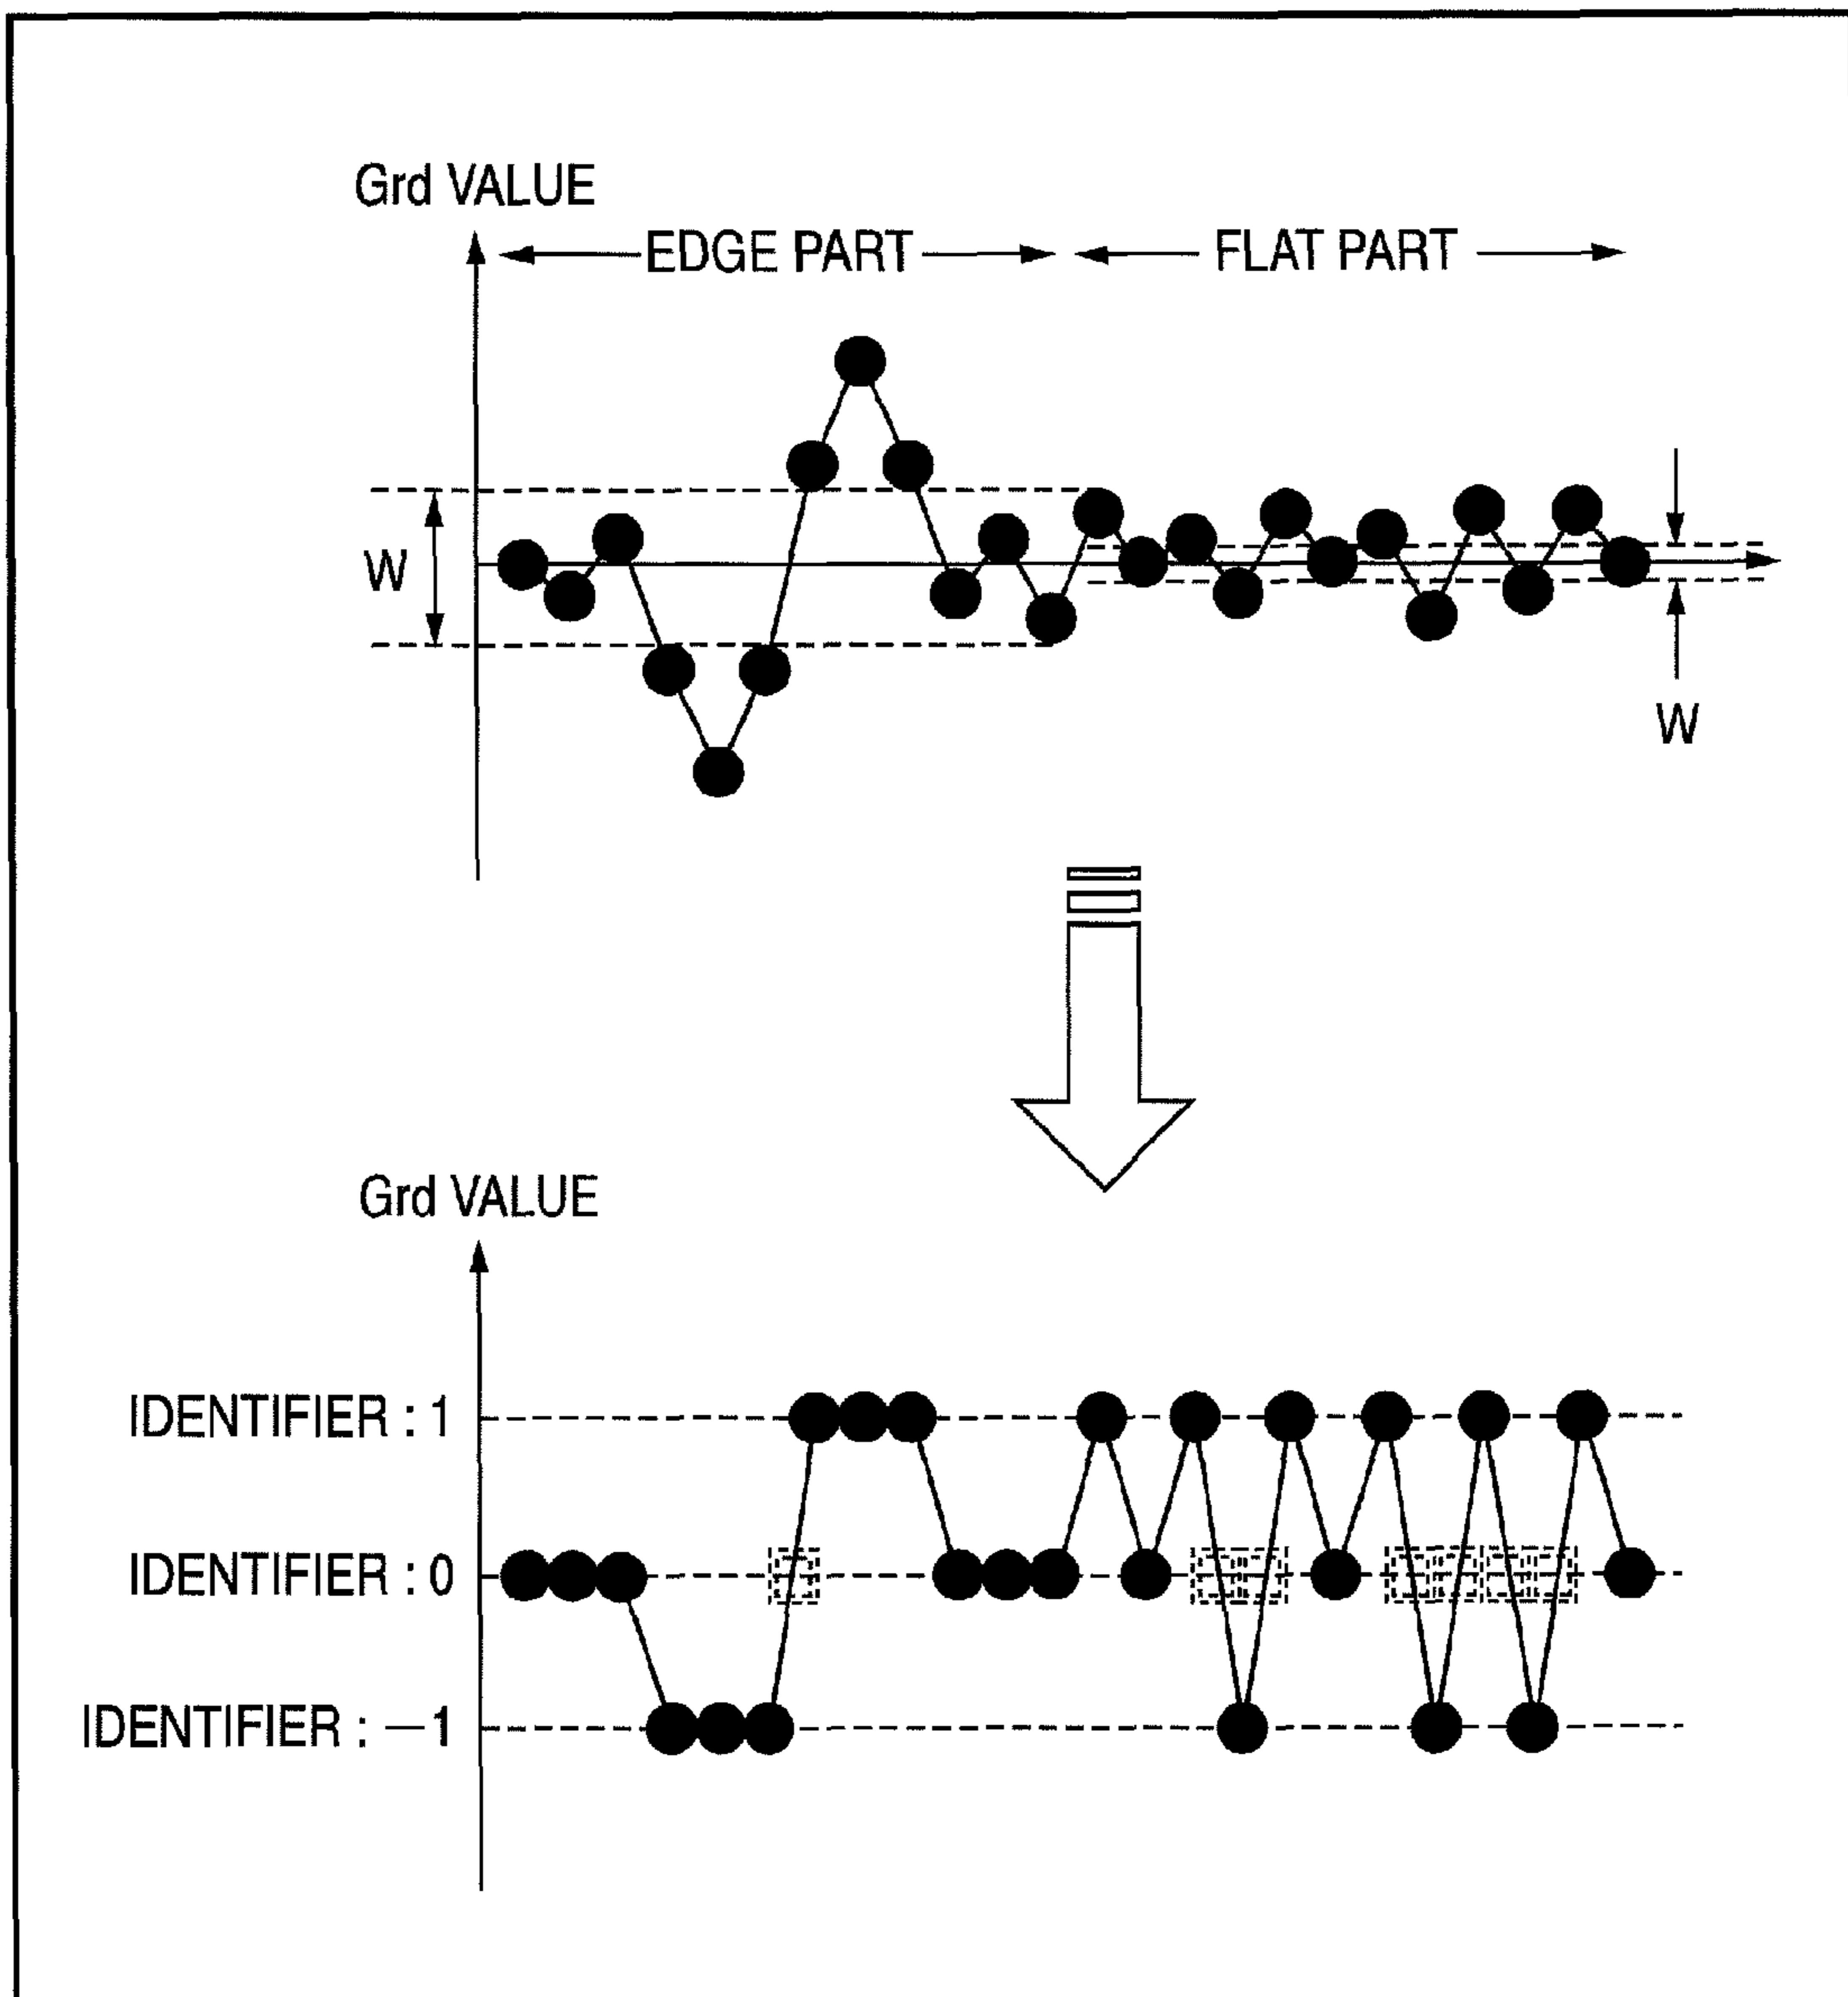 Grd VALUE
EDGE PART
FLAT PART
W
W
Grd VALUE
IDENTIFIER : 1
IDENTIFIER : 0
IDENTIFIER : —1